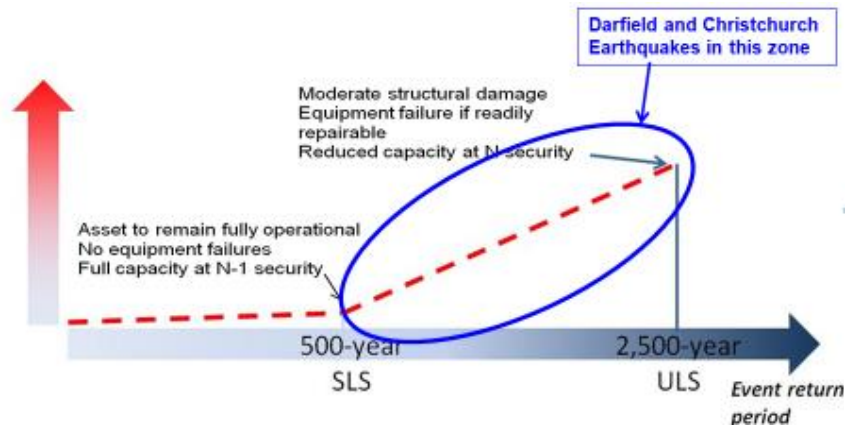 Darfield and Christchurch
Earthquakes in this zone
Moderate structural damage
Equipment failure if readily
repairable
Reduced capacity at N security
Asset to remain fully operational
No equipment failures
Full capacity at N-1 security
500-year
SLS
2,500-year
ULS
Event return
period